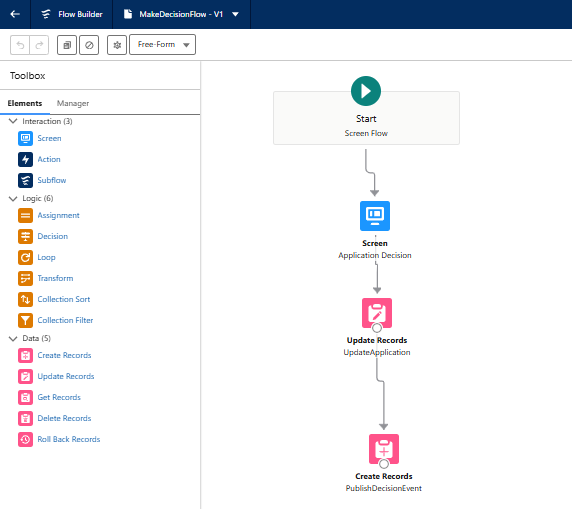 Flow Builder
MakeDecisionFlow - V1
Free-Form
Toolbox
Elements
Manager
Interaction (3)
Screen
Action
Subflow
Logic (6)
Assignment
Decision
Loop
Transform
Collection Sort
Collection Filter
Data (5)
Create Records
Update Records
Get Records
Delete Records
Roll Back Records
Start
Screen Flow
Screen
Application Decision
Update Records
UpdateApplication
Create Records
PublishDecisionEvent